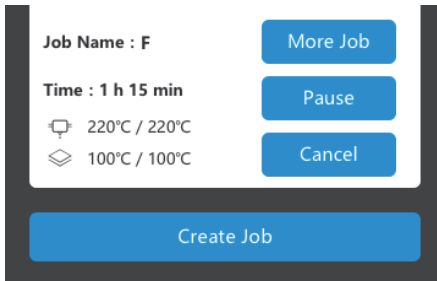 Job Name : F
More Job
Time : 1 h 15 min
Pause
220℃ / 220℃
100℃ / 100℃
Cancel
Create Job